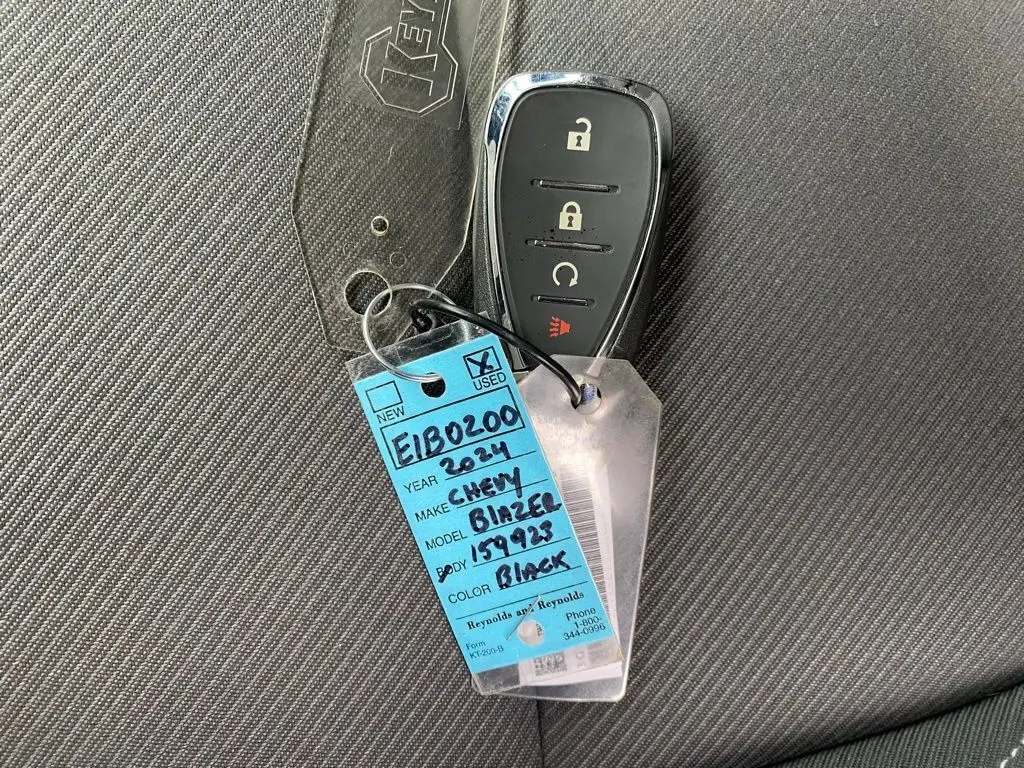 KEY
NEW
X USED
E1B0200
YEAR 2024
MAKE CHEVY
MODEL BlAZER
BODY 159923
COLOR BlACK
Reynolds and Reynolds
Form
KT-200-B
Phone
1-800-
344-0996